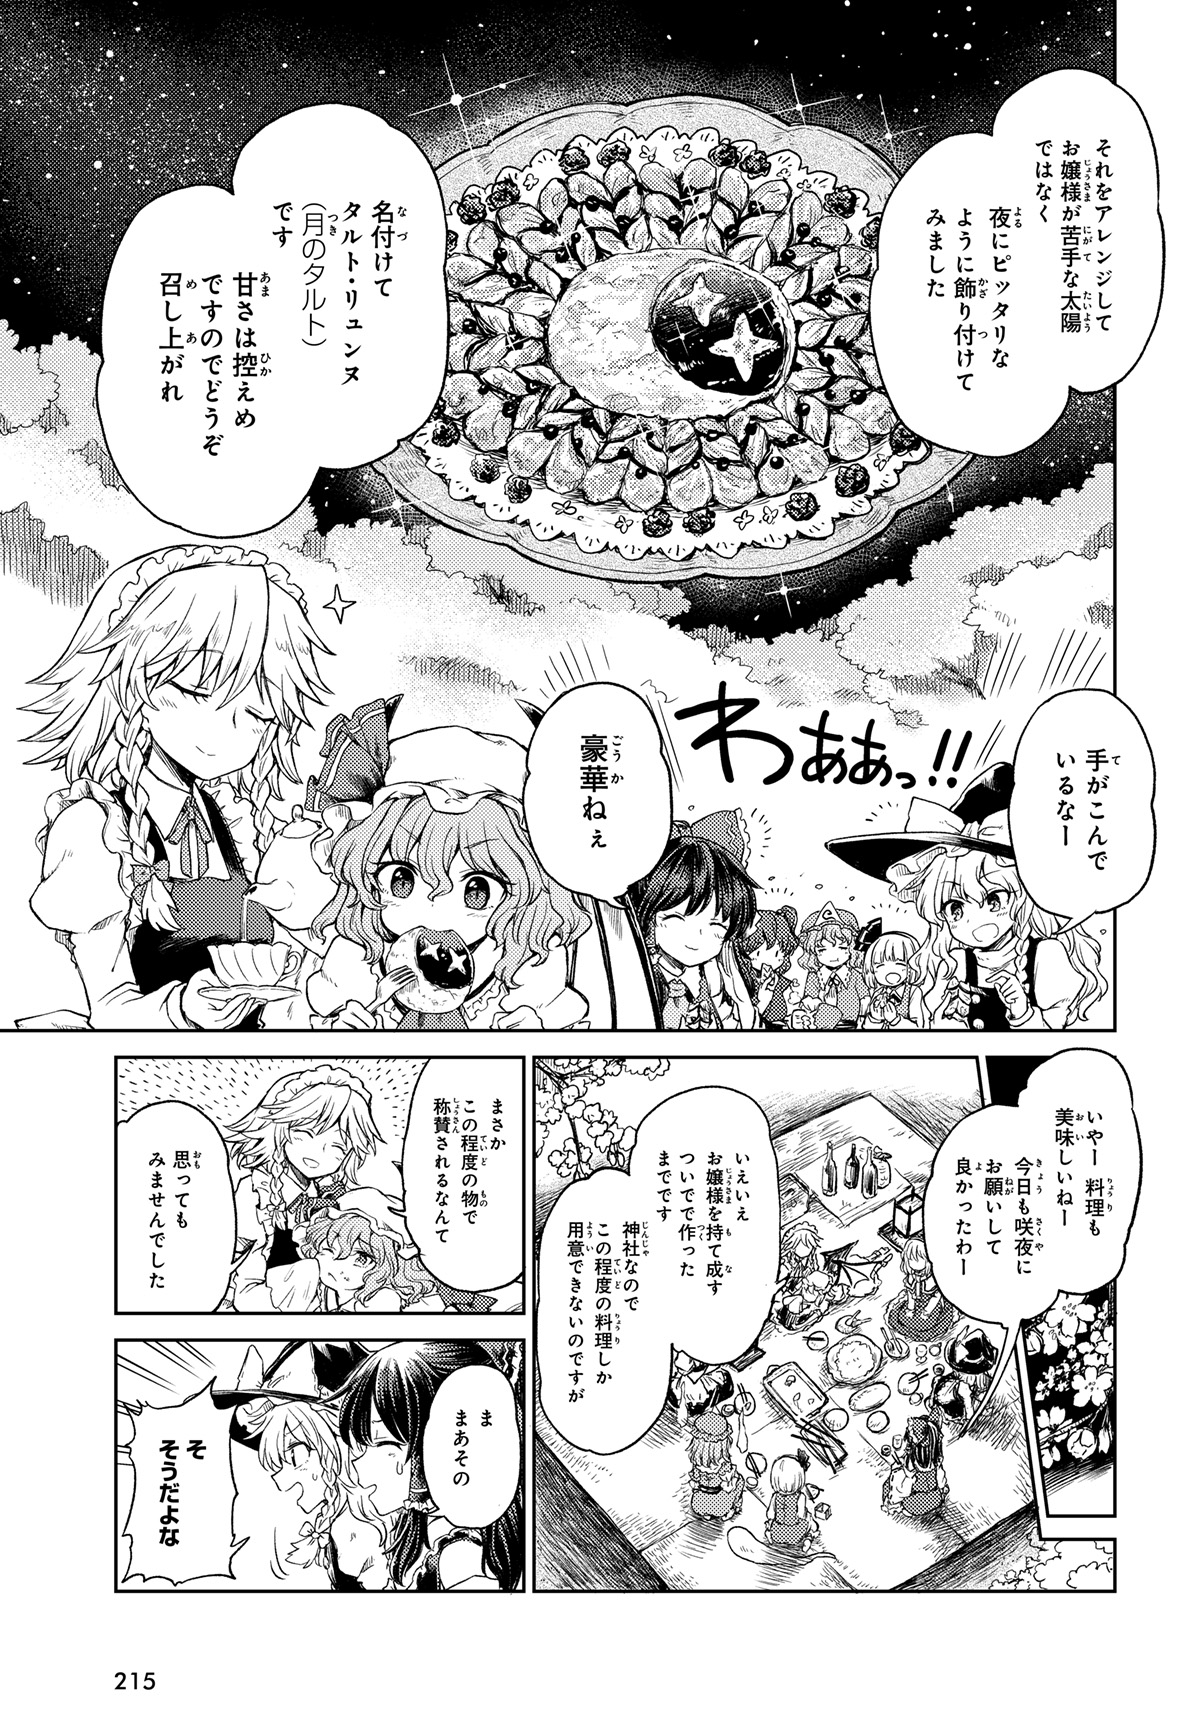 それをアレンジして
お嬢様が苦手な太陽
ではなく
夜にピッタリな
ように飾り付けて
みました
名付けて
タルト・リュンヌ
(月のタルト)
です
甘さは控えめ
ですのでどうぞ
召し上がれ
手がこんで
いるなー
わああっ!!
豪華ねぇ
いやー 料理も
美味しいねー
今日も咲夜に
お願いして
良かったわー
いえいえ
お嬢様を持て成す
ついでで作った
までです
神社なので
この程度の料理しか
用意できないのですが
まさか
この程度の物で
称賛されるなんて
思っても
みませんでした
ま
まあその
そ
そうだよな
215